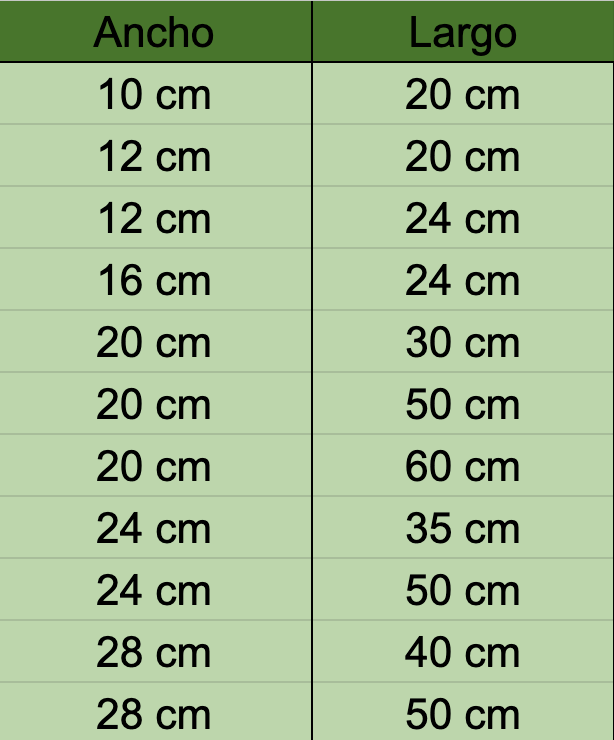 Ancho Largo
10 cm 20 cm
12 cm 20 cm
12 cm 24 cm
16 cm 24 cm
20 cm 30 cm
20 cm 50 cm
20 cm 60 cm
24 cm 35 cm
24 cm 50 cm
28 cm 40 cm
28 cm 50 cm